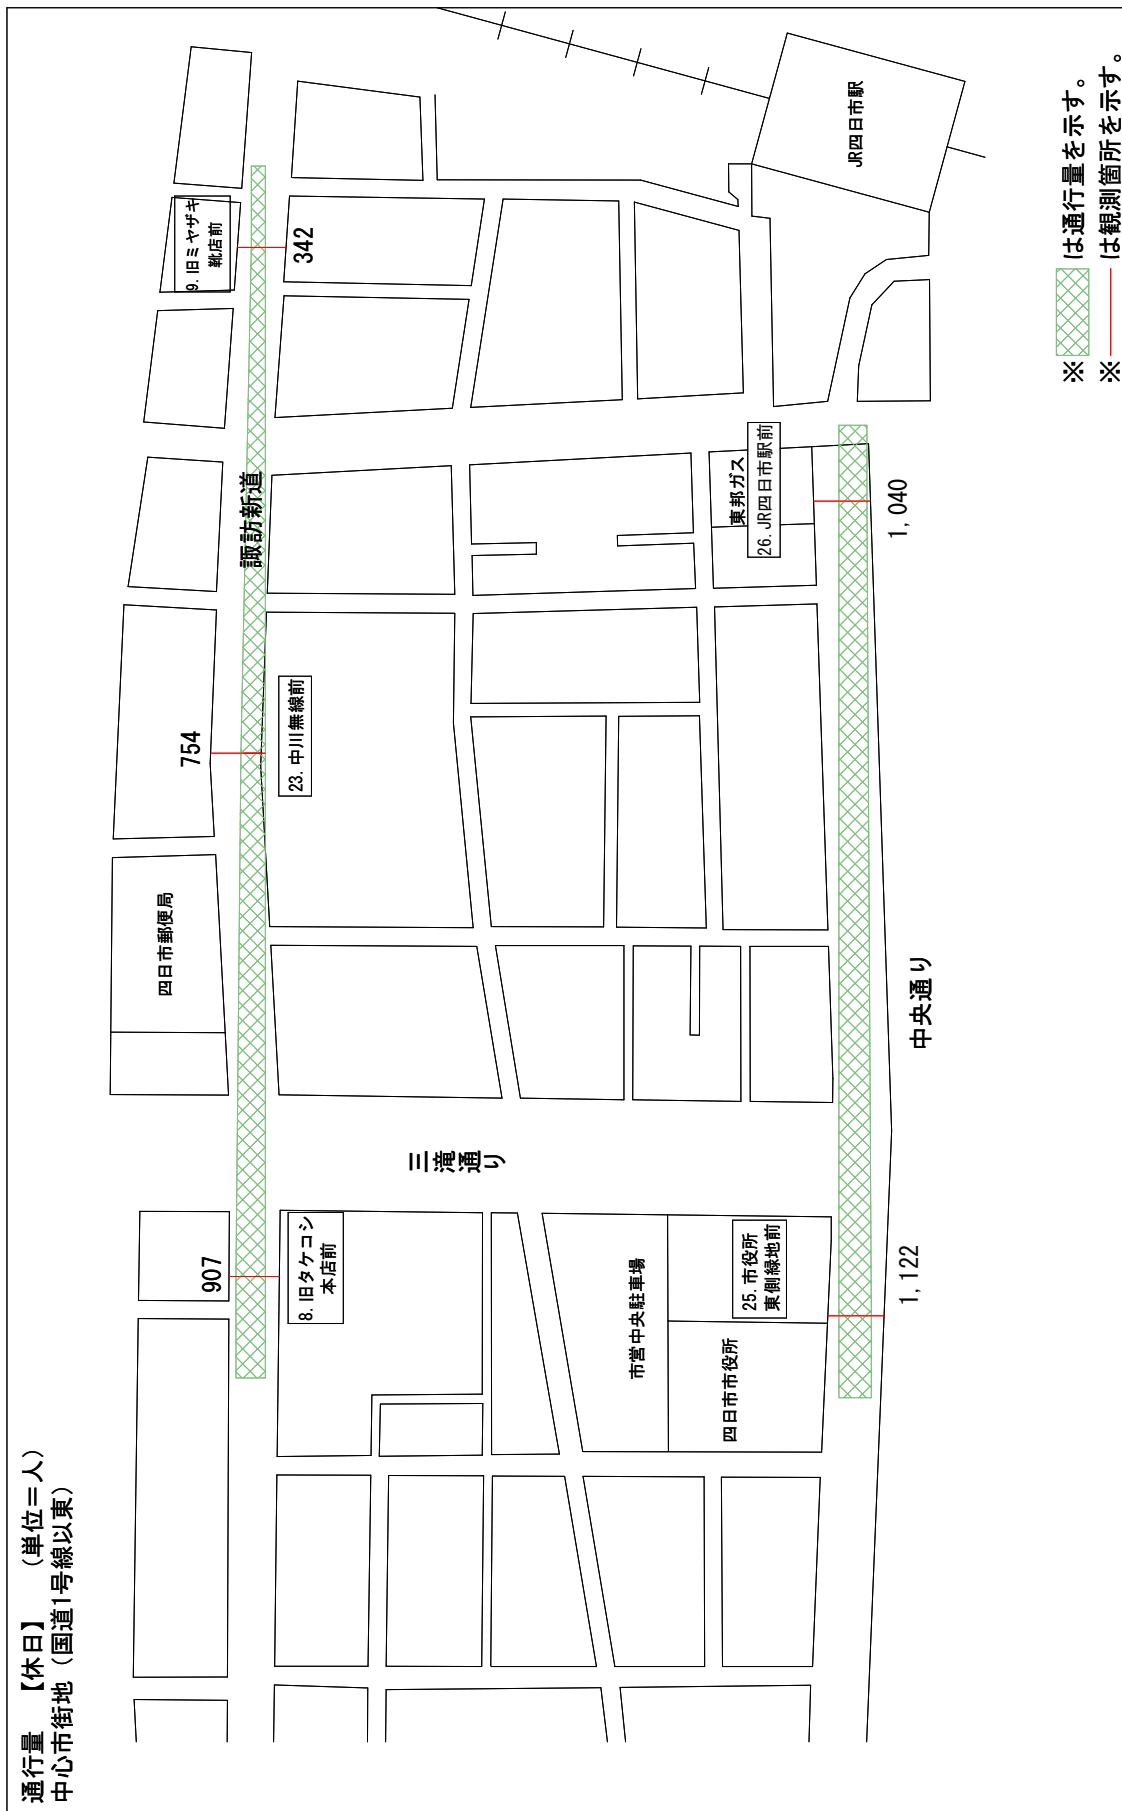 通行量　【休日】　（単位＝人）
中心市街地（国道1号線以東）
四日市郵便局
907
754
9. 旧ミヤザキ
靴店前
342
諏訪新道
8. 旧タケコシ
本店前
23. 中川無線前
三滝通り
市営中央駐車場
四日市市役所
25. 市役所
東側緑地前
東邦ガス
26. JR四日市駅前
JR四日市駅
1,122
中央通り
1,040
※　は通行量を示す。
※　は観測箇所を示す。